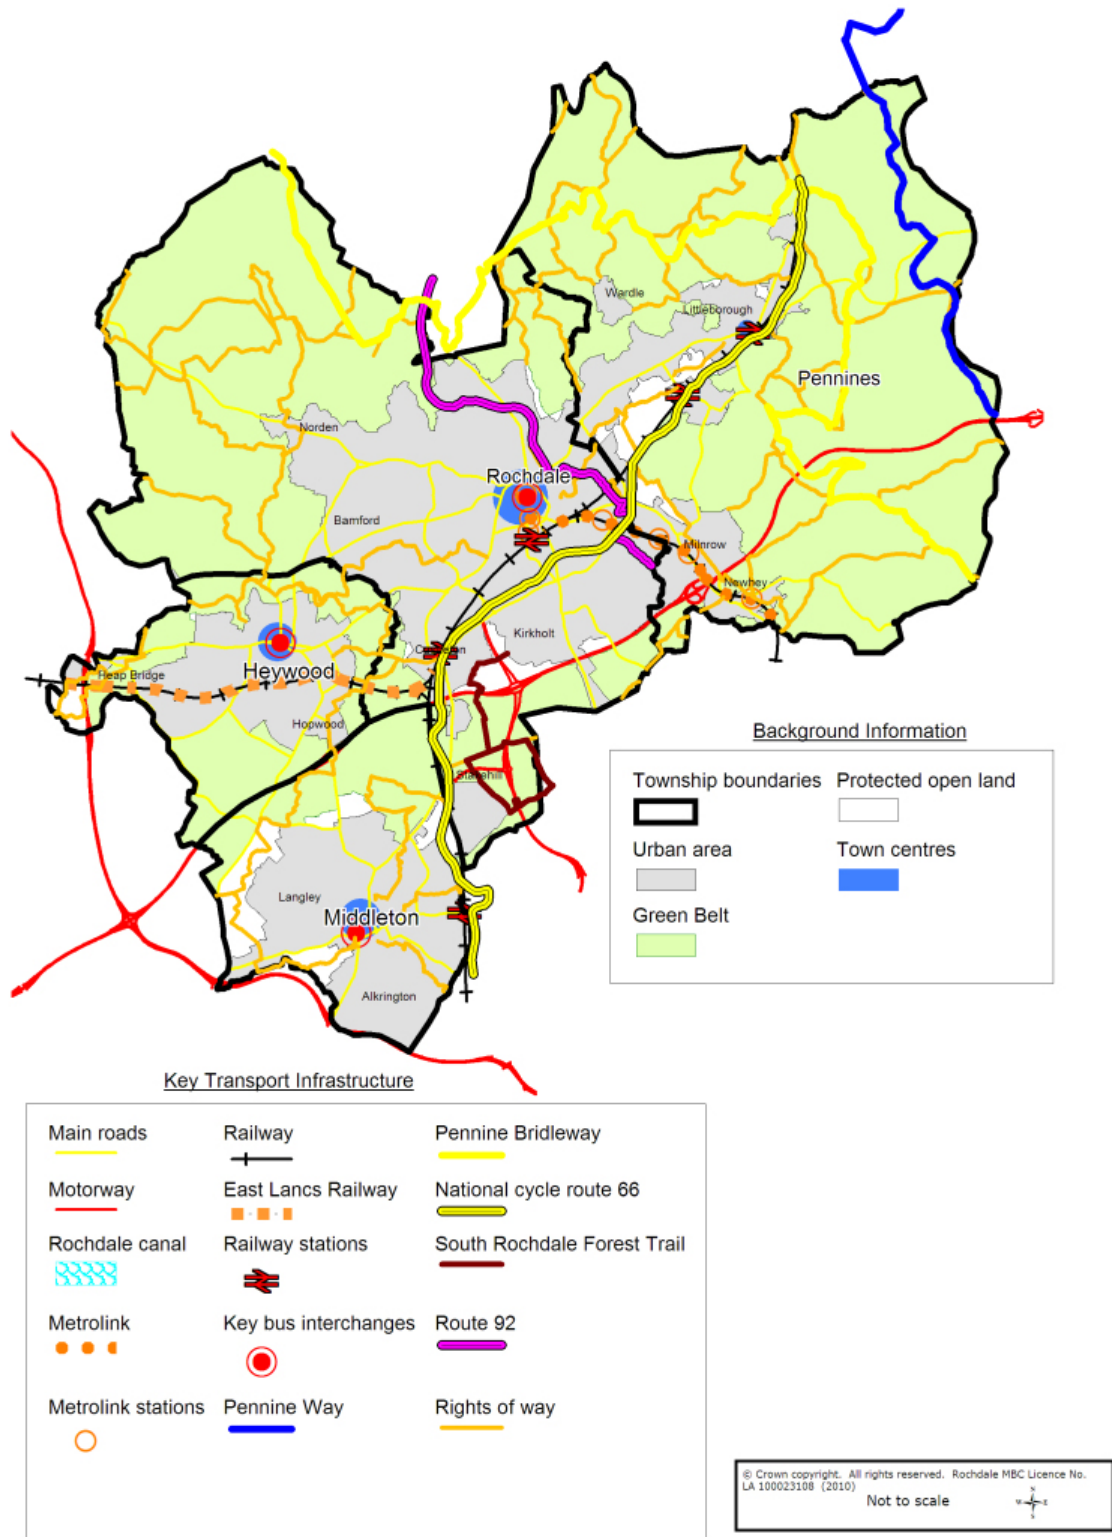 Wardle
Littleborough
Pennines
Norden
Rochdale
Bamford
Milnrow
Newhey
Kirkholt
Castleton
Heywood
Heap Bridge
Hopwood
Stakehill
Langley
Middleton
Alkrington
Background Information
Township boundaries
Protected open land
Urban area
Town centres
Green Belt
Key Transport Infrastructure
Main roads
Railway
Pennine Bridleway
Motorway
East Lancs Railway
National cycle route 66
Rochdale canal
Railway stations
South Rochdale Forest Trail
Metrolink
Key bus interchanges
Route 92
Metrolink stations
Pennine Way
Rights of way
© Crown copyright. All rights reserved. Rochdale MBC Licence No.
LA 100023108 (2010)
Not to scale
N
W E
S